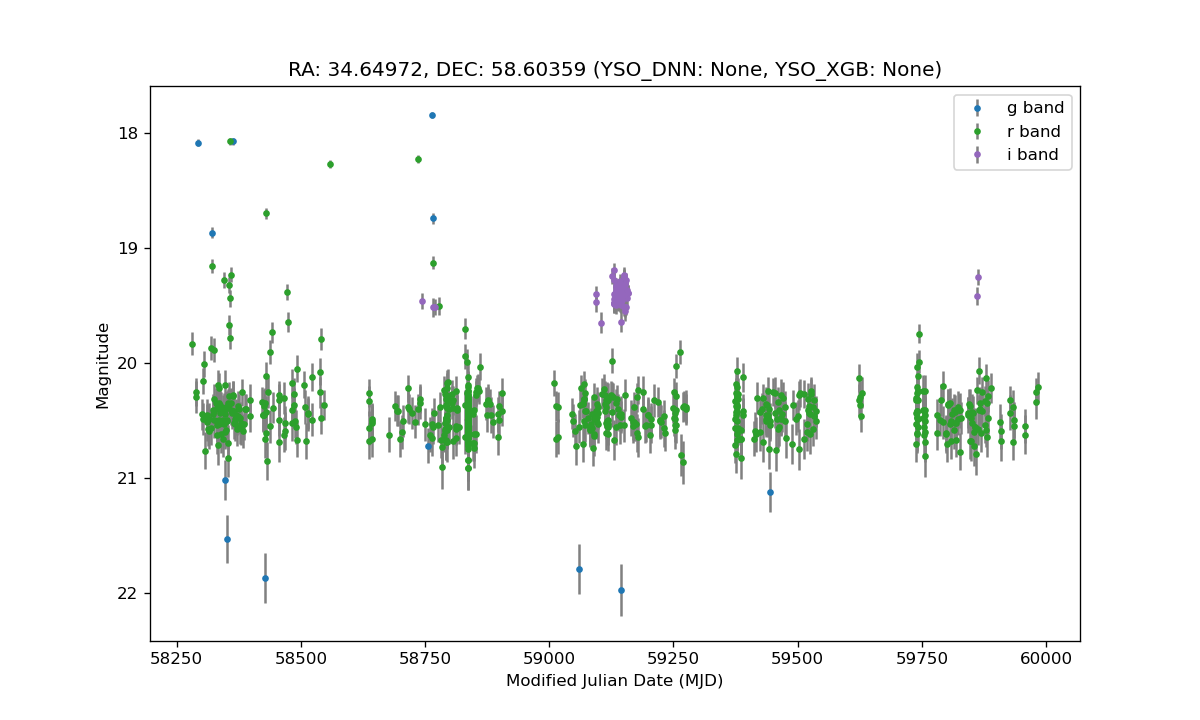 RA: 34.64972, DEC: 58.60359 (YSO_DNN: None, YSO_XGB: None)
g band
r band
i band
18
19
20
21
22
Magnitude
58250 58500 58750 59000 59250 59500 59750 60000
Modified Julian Date (MJD)